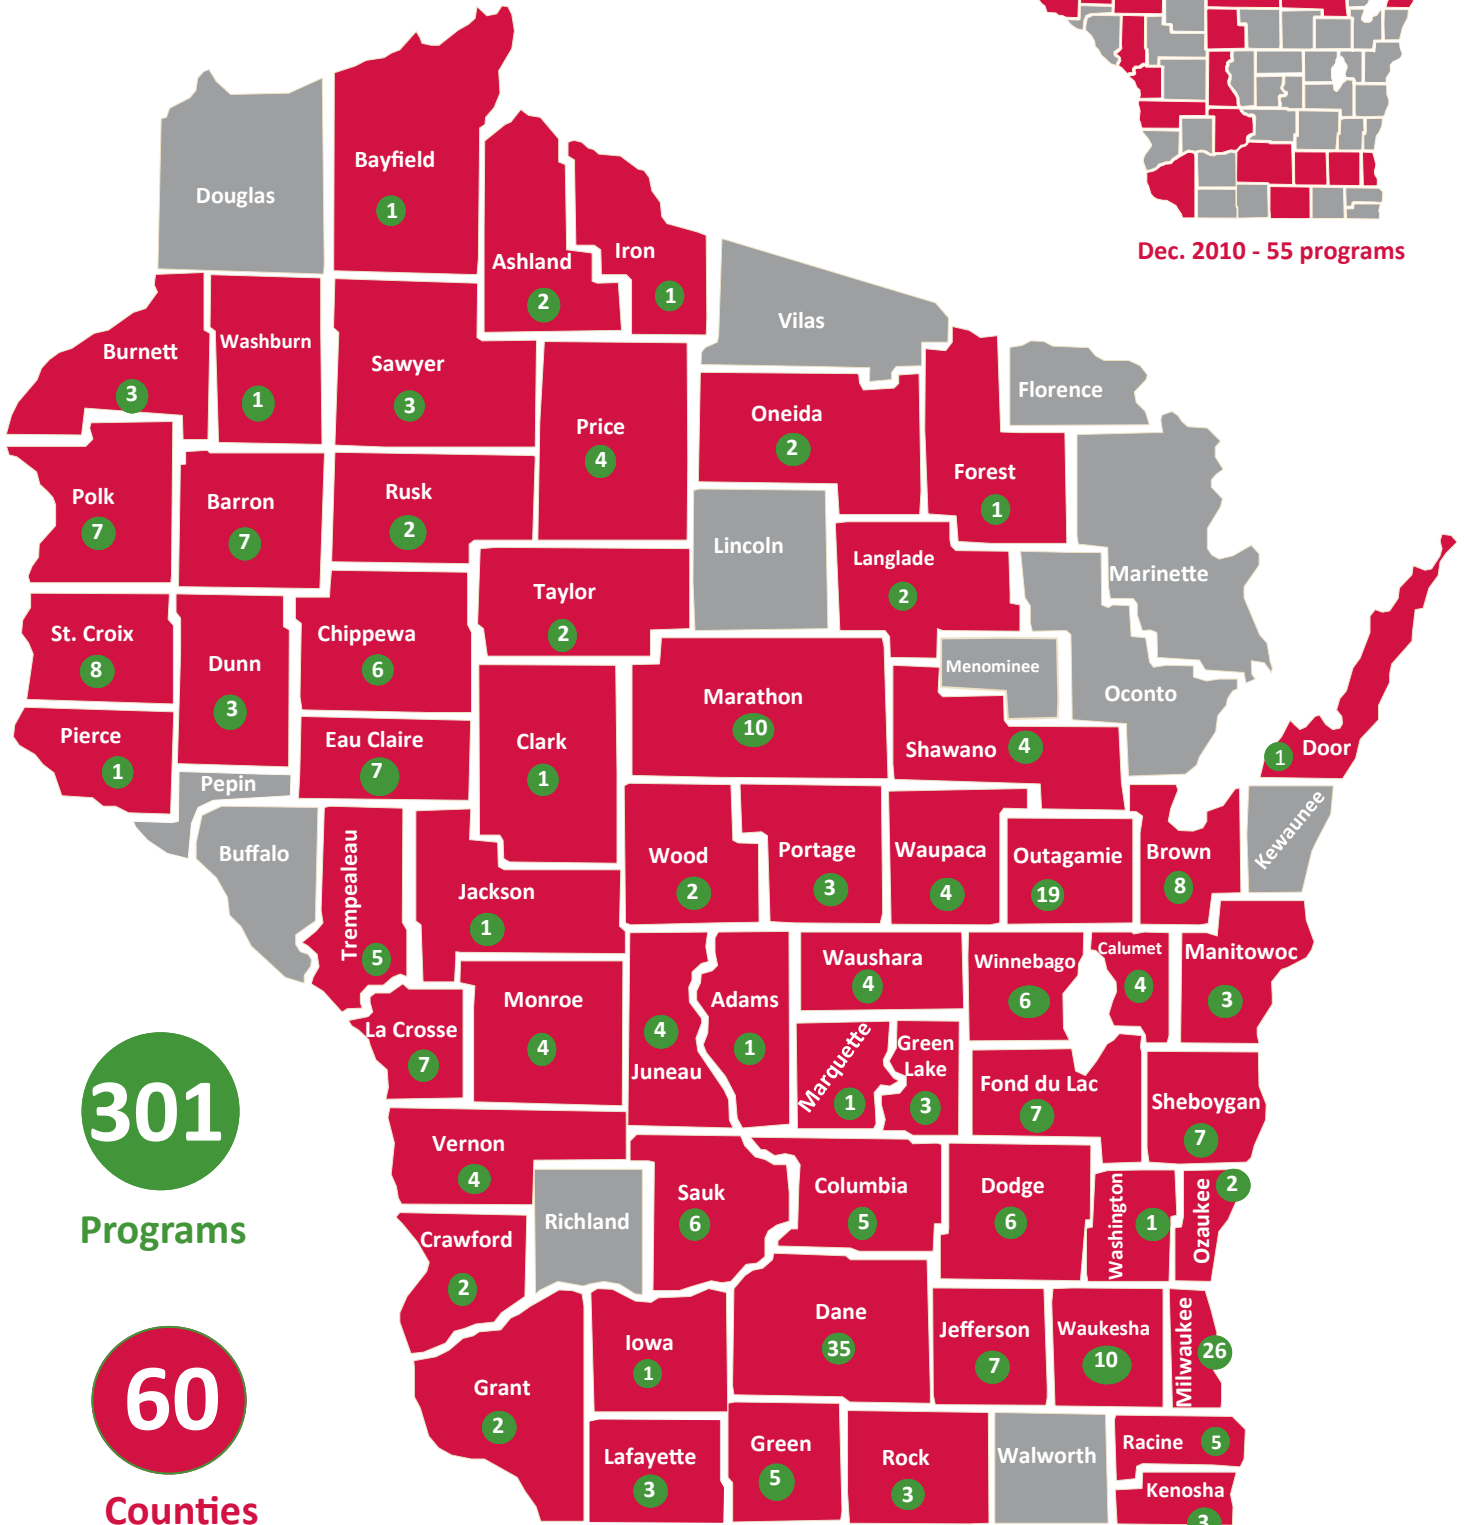 Dec. 2010 - 55 programs
Douglas
Bayfield
1
Ashland
2
Iron
1
Vilas
Burnett
3
Washburn
1
Sawyer
3
Price
4
Oneida
2
Florence
Forest
1
Polk
7
Barron
7
Rusk
2
Lincoln
Langlade
2
Marinette
Taylor
2
St. Croix
8
Dunn
3
Chippewa
6
Menominee
Oconto
Marathon
10
Pierce
1
Eau Claire
7
Clark
1
Shawano
4
Door
1
Pepin
Buffalo
Trempealeau
5
Jackson
1
Wood
2
Portage
3
Waupaca
4
Outagamie
19
Brown
8
Kewaunee
Waushara
4
Winnebago
6
Calumet
4
Manitowoc
3
Monroe
4
La Crosse
7
4
Juneau
Adams
1
Marquette
1
Green
Lake
3
Fond du Lac
7
Sheboygan
7
301
Programs
Vernon
4
Richland
Sauk
6
Columbia
5
Dodge
6
Washington
1
Ozaukee
2
Crawford
2
Dane
35
Jefferson
7
Waukesha
10
Milwaukee
26
Iowa
1
Grant
2
60
Counties
Lafayette
3
Green
5
Rock
3
Walworth
Racine
5
Kenosha
3